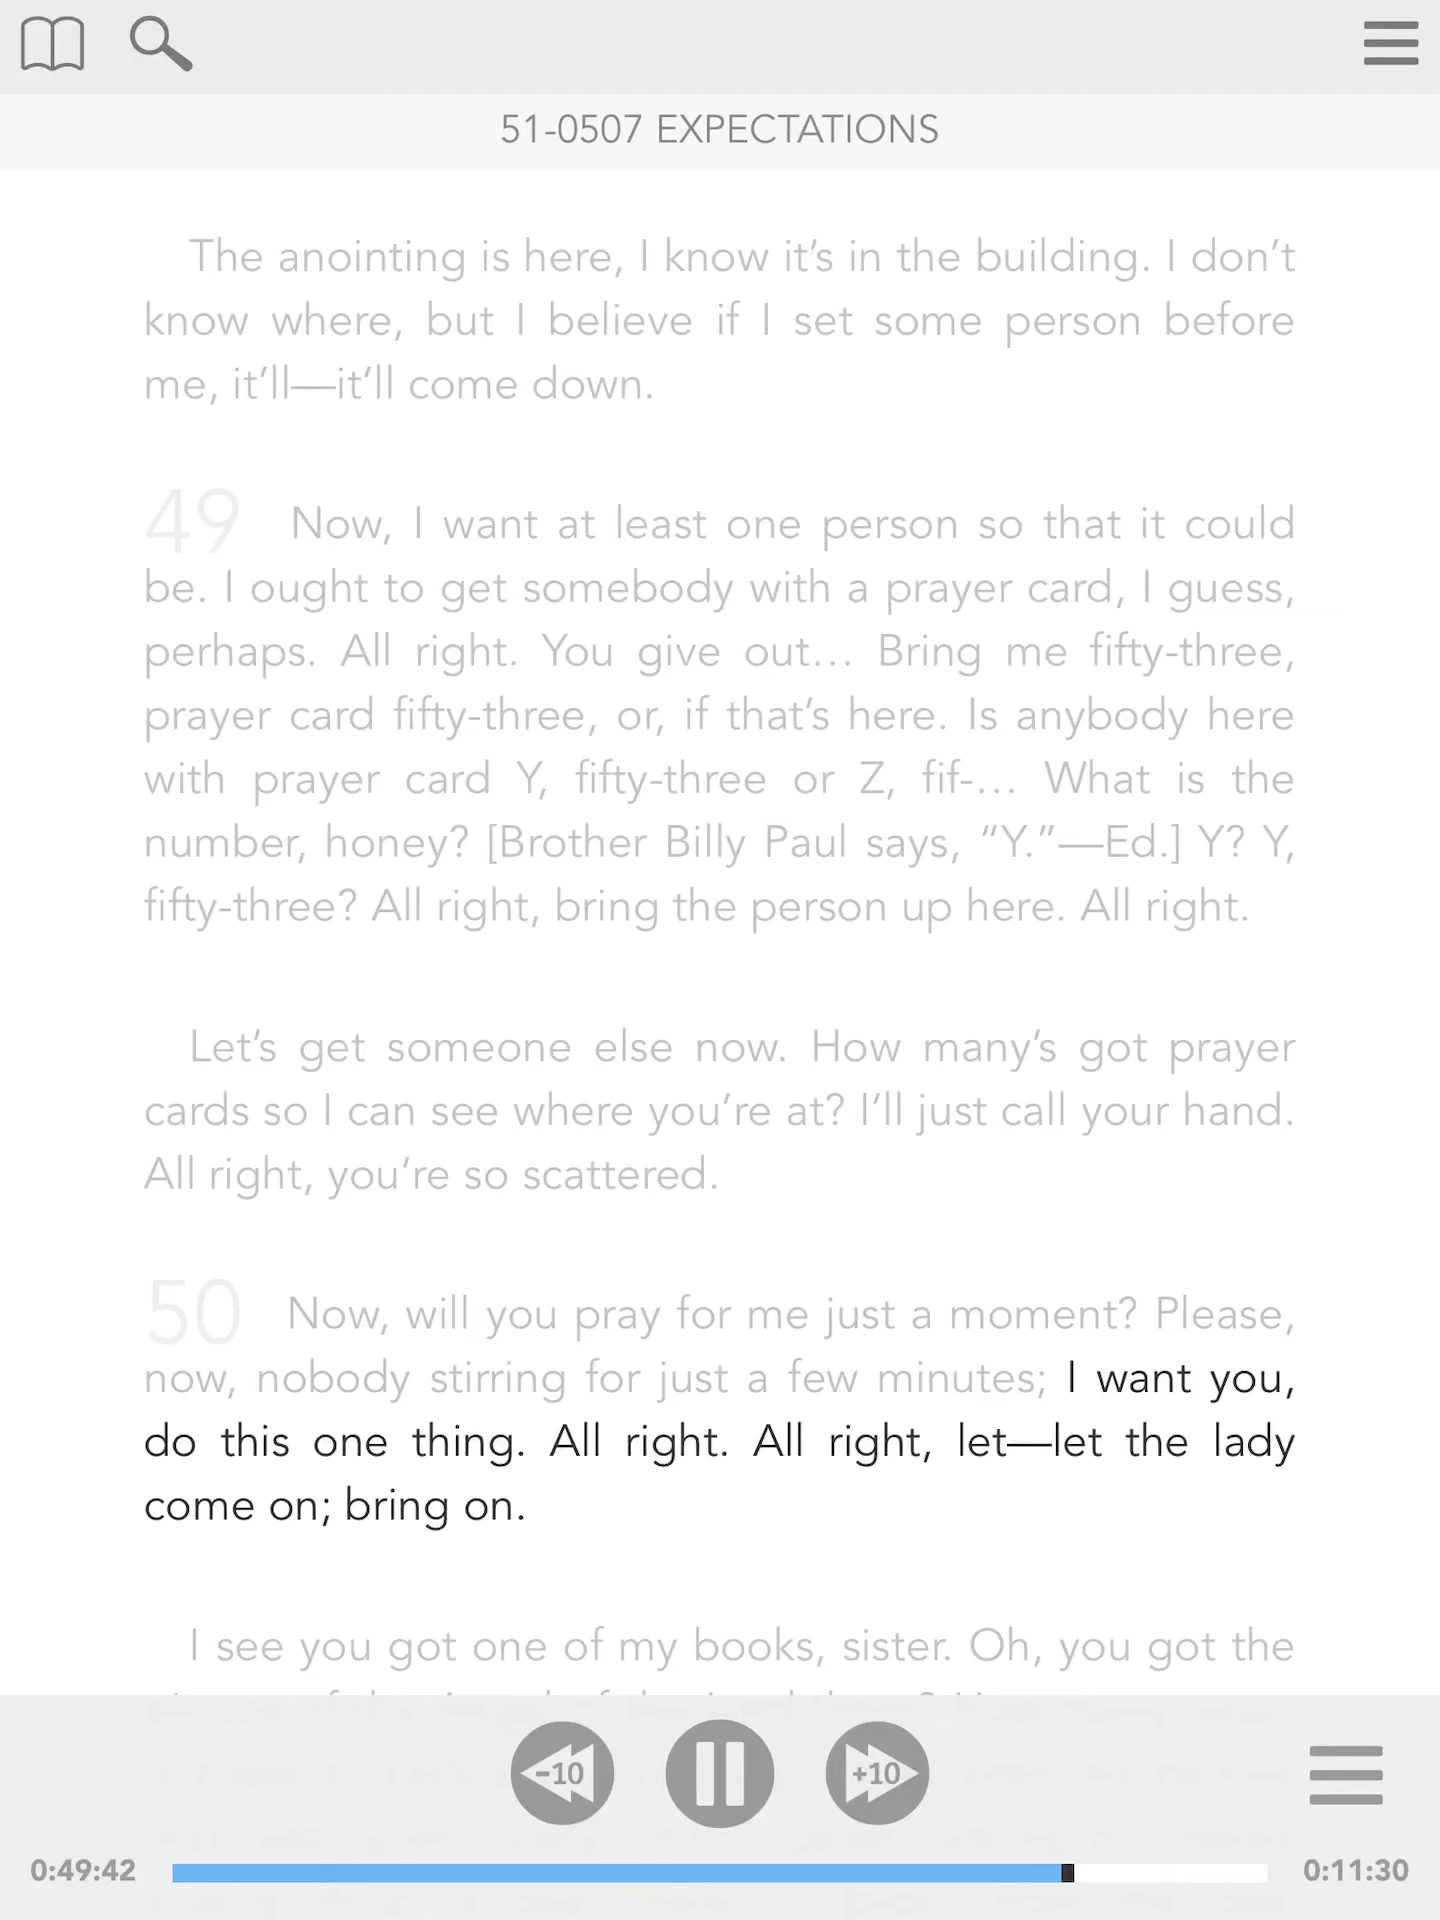 51-0507 EXPECTATIONS
The anointing is here, I know it’s in the building. I don’t
know where, but I believe if I set some person before
me, it’ll—it’ll come down.
49 Now, I want at least one person so that it could
be. I ought to get somebody with a prayer card, I guess,
perhaps. All right. You give out… Bring me fifty-three,
prayer card fifty-three, or, if that’s here. Is anybody here
with prayer card Y, fifty-three or Z, fif-… What is the
number, honey? [Brother Billy Paul says, “Y.”—Ed.] Y? Y,
fifty-three? All right, bring the person up here. All right.
Let’s get someone else now. How many’s got prayer
cards so I can see where you’re at? I’ll just call your hand.
All right, you’re so scattered.
50 Now, will you pray for me just a moment? Please,
now, nobody stirring for just a few minutes; I want you,
do this one thing. All right. All right, let—let the lady
come on; bring on.
I see you got one of my books, sister. Oh, you got the
-10 +10
0:49:42 0:11:30